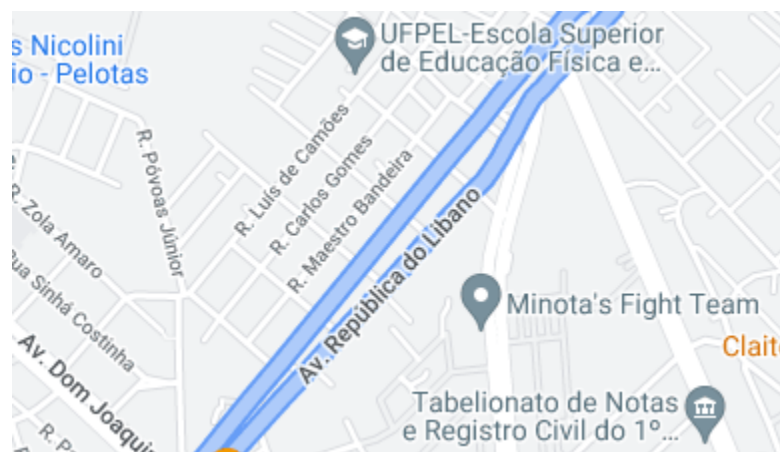 s Nicolini
io - Pelotas
UFPEL-Escola Superior
de Educação Física e...
R. Luís de Camões
R. Carlos Gomes
R. Maestro Bandeira
R. Póvoas Júnior
R. Zola Amaro
Rua Sinhá Costinha
Av. Dom Joaquim
Av. República do Líbano
Minota's Fight Team
Clait
Tabelionato de Notas
e Registro Civil do 1º...